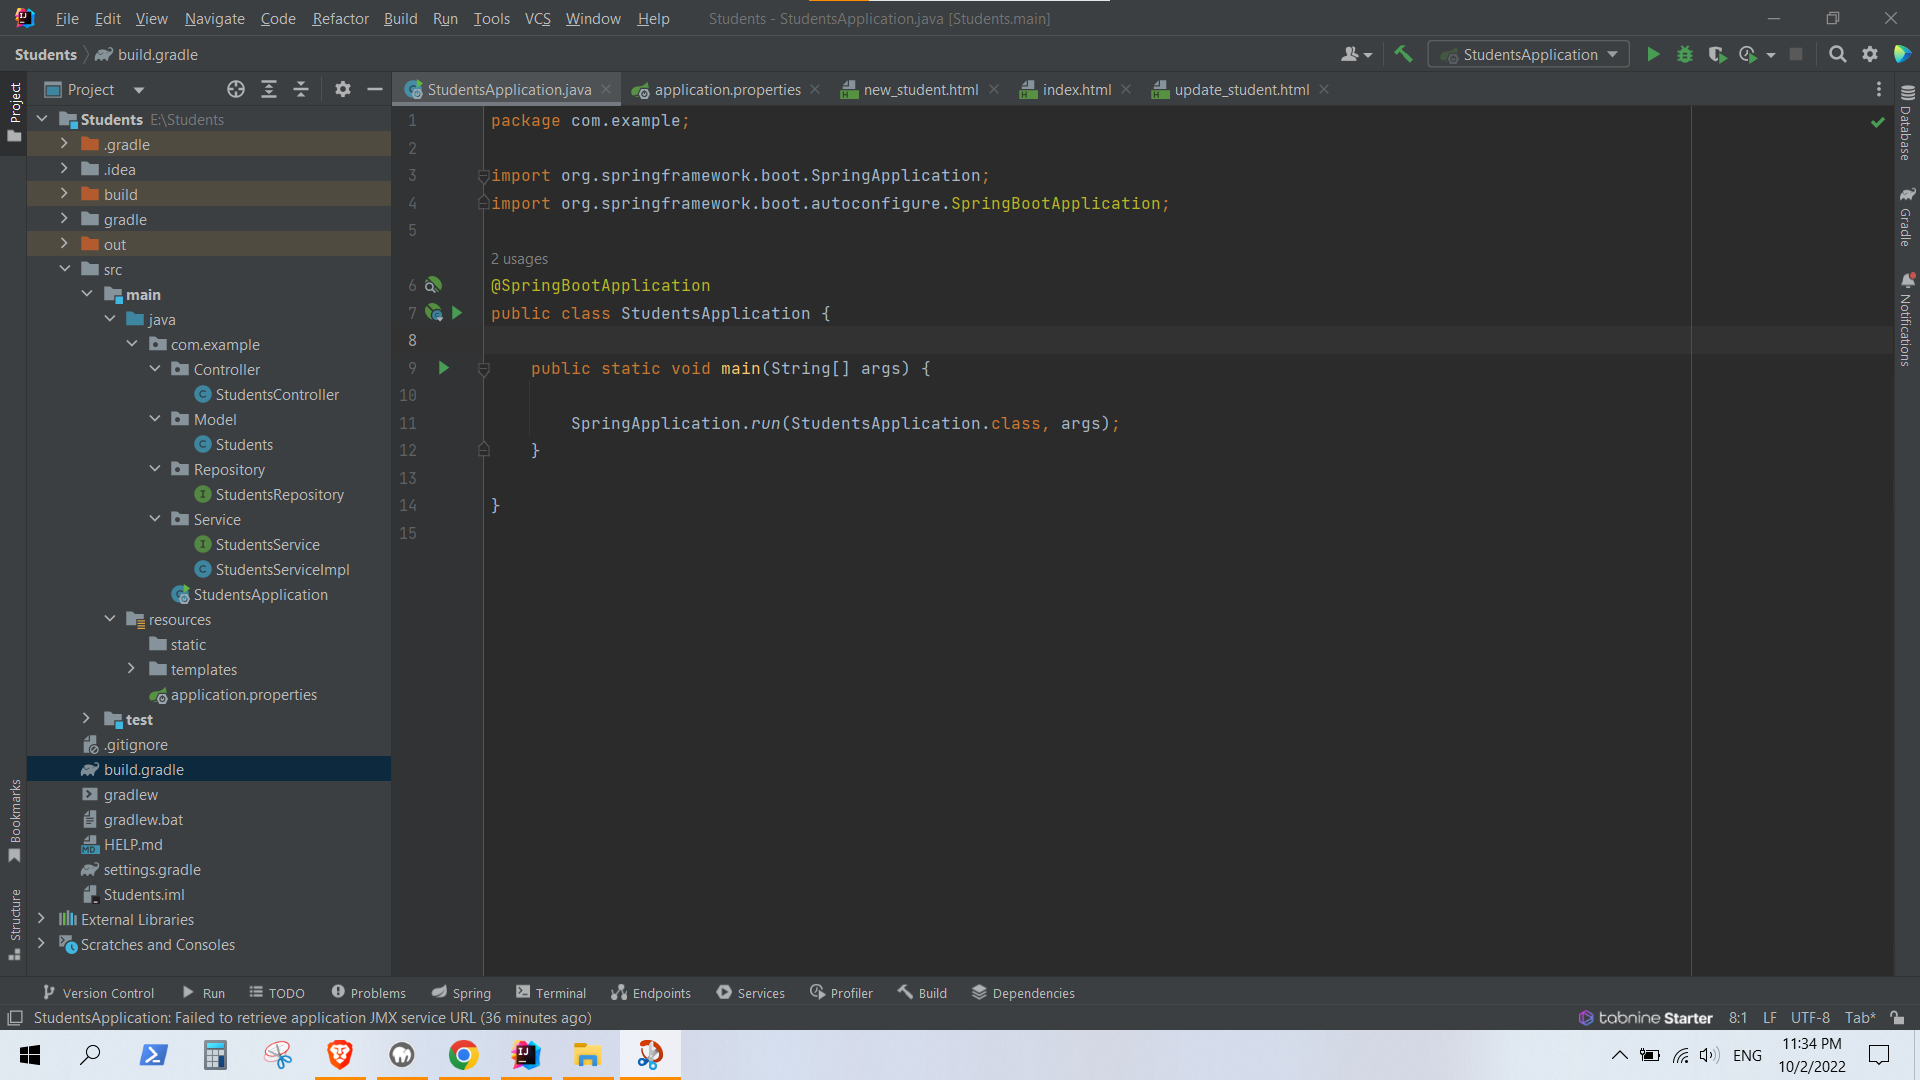 File Edit View Navigate Code Refactor Build Run Tools VCS Window Help Students - StudentsApplication.java [Students.main]
Students build.gradle StudentsApplication
Project StudentsApplication.java application.properties new_student.html index.html update_student.html
Project
Bookmarks
Structure
Students E:\Students
.gradle
.idea
build
gradle
out
src
main
java
com.example
Controller
StudentsController
Model
Students
Repository
StudentsRepository
Service
StudentsService
StudentsServiceImpl
StudentsApplication
resources
static
templates
application.properties
test
.gitignore
build.gradle
gradlew
gradlew.bat
HELP.md
settings.gradle
Students.iml
External Libraries
Scratches and Consoles
1 package com.example;
2
3 import org.springframework.boot.SpringApplication;
4 import org.springframework.boot.autoconfigure.SpringBootApplication;
5
2 usages
6 @SpringBootApplication
7 public class StudentsApplication {
8
9 public static void main(String[] args) {
10
11 SpringApplication.run(StudentsApplication.class, args);
12 }
13
14 }
15
Database
Gradle
Notifications
Version Control Run TODO Problems Spring Terminal Endpoints Services Profiler Build Dependencies
StudentsApplication: Failed to retrieve application JMX service URL (36 minutes ago) tabnine Starter 8:1 LF UTF-8 Tab*
ENG 11:34 PM
10/2/2022